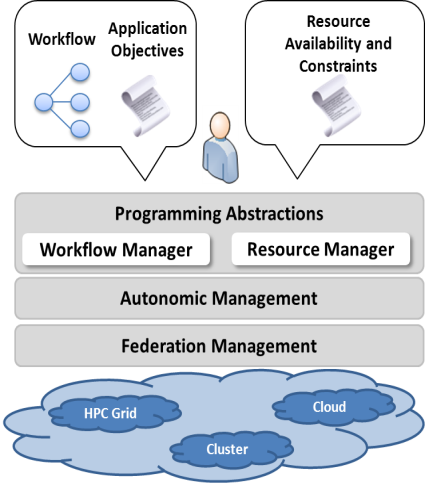 Workflow
Application
Objectives
Resource
Availability and
Constraints
Programming Abstractions
Workflow Manager
Resource Manager
Autonomic Management
Federation Management
HPC Grid
Cloud
Cluster